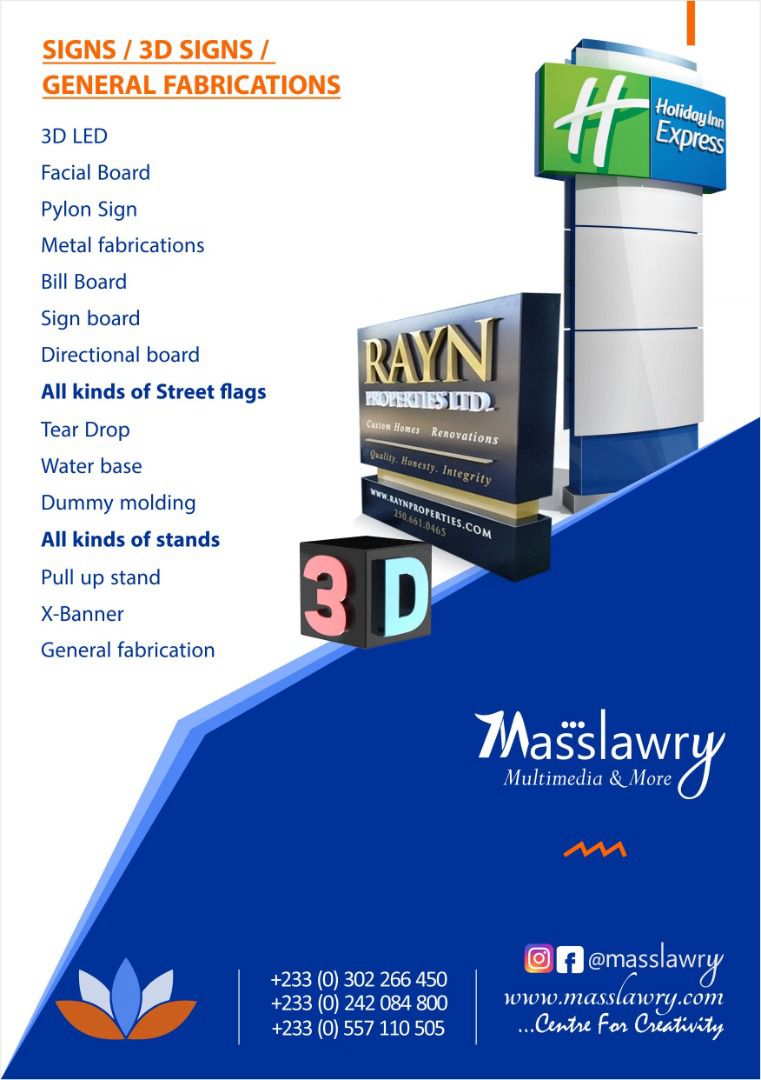 SIGNS / 3D SIGNS /
GENERAL FABRICATIONS
3D LED
Facial Board
Pylon Sign
Metal fabrications
Bill Board
Sign board
Directional board
All kinds of Street flags
Tear Drop
Water base
Dummy molding
All kinds of stands
Pull up stand
X-Banner
General fabrication
H
Holiday Inn
Express
RAYN
PROPERTIES LTD.
Custom Homes Renovations
Quality. Honesty. Integrity
www.RAYNPROPERTIES.COM
250.661.0465
3 D
Masslawry
Multimedia & More
+233 (0) 302 266 450
+233 (0) 242 084 800
+233 (0) 557 110 505
@masslawry
www.masslawry.com
...Centre For Creativity